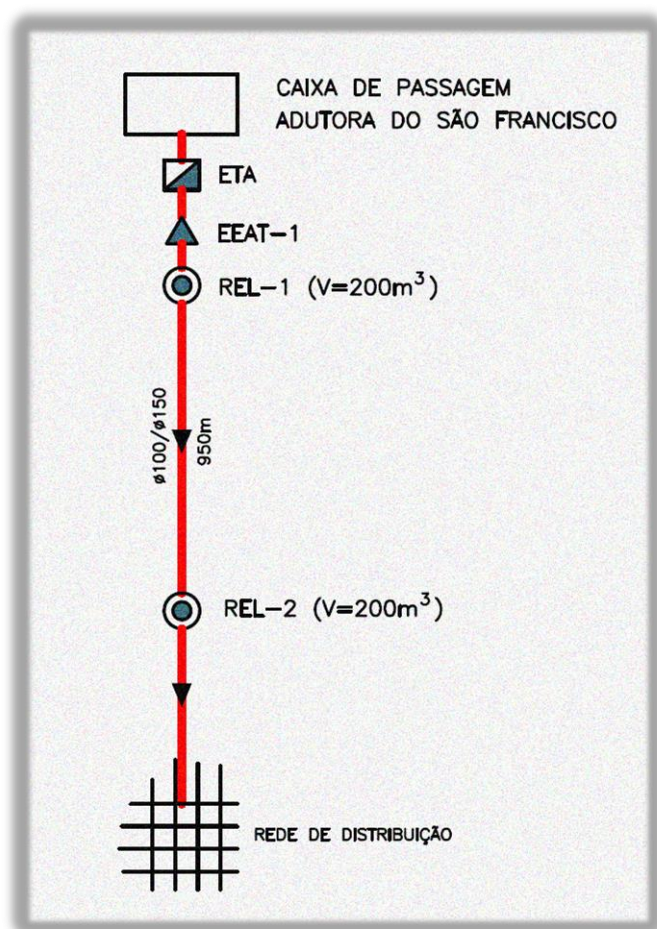 CAIXA DE PASSAGEM
ADUTORA DO SÃO FRANCISCO
ETA
EEAT-1
REL-1 (V=200m³)
ø100/ø150
950m
REL-2 (V=200m³)
REDE DE DISTRIBUIÇÃO